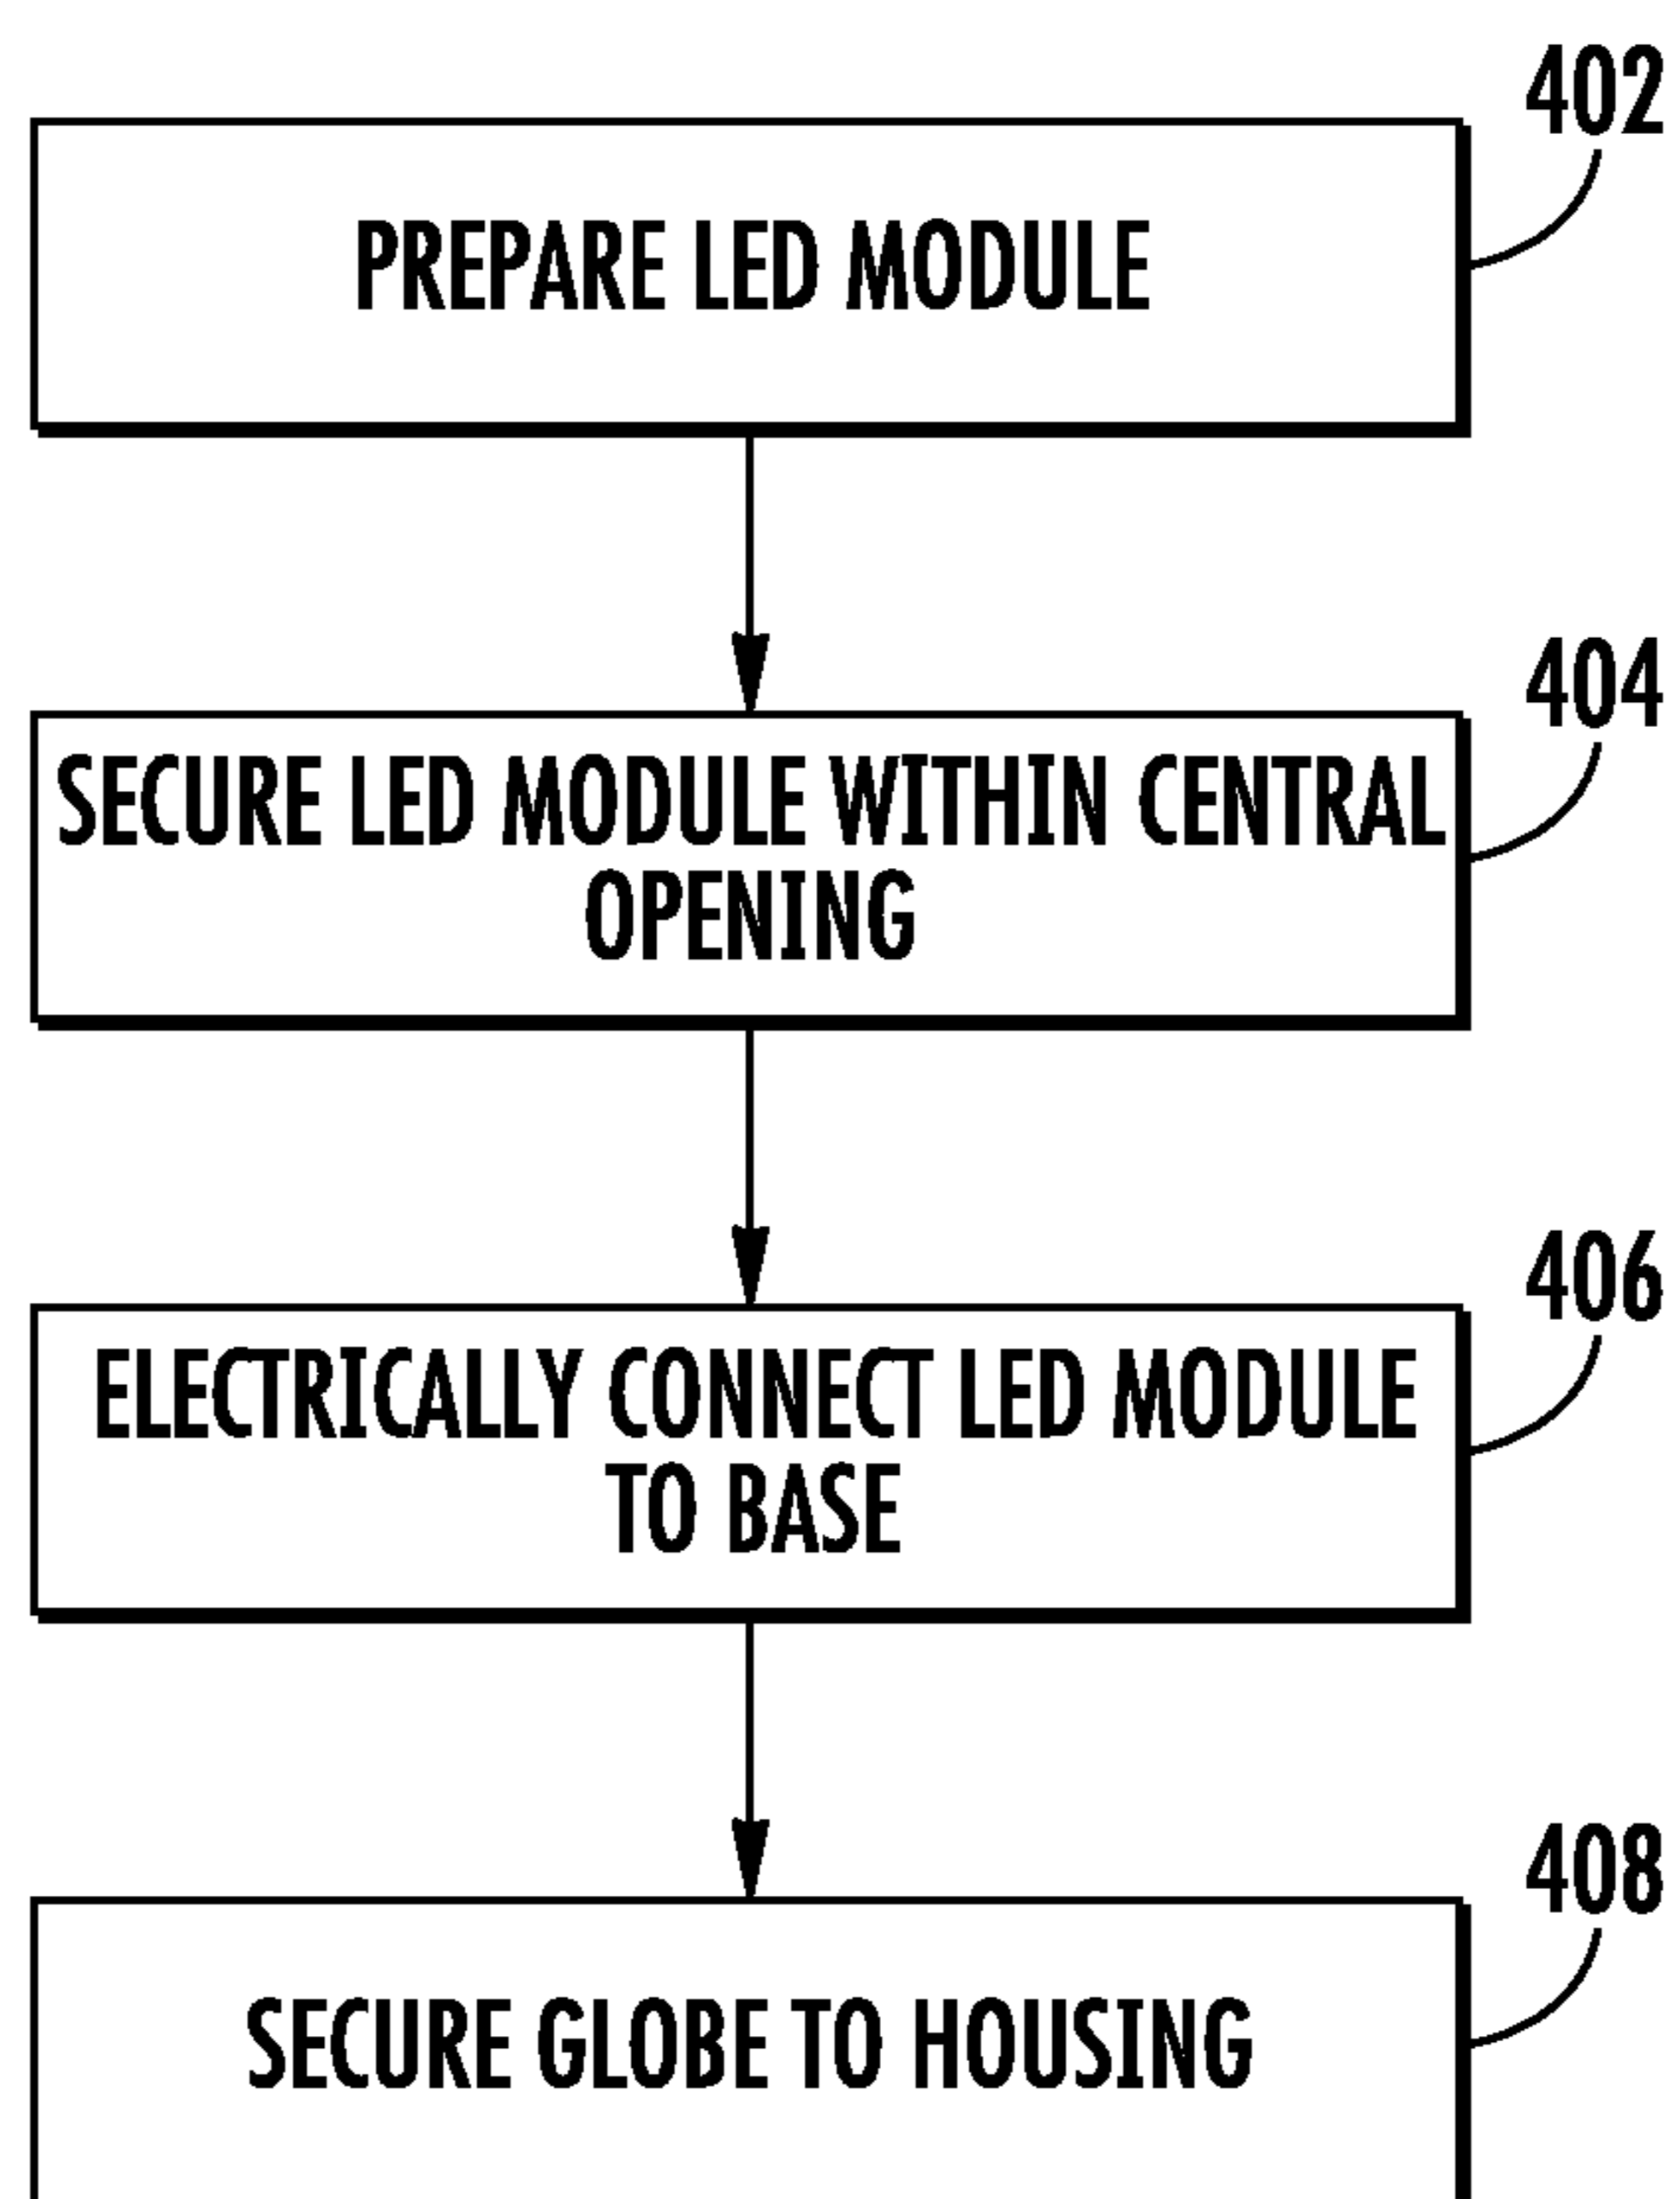 402
PREPARE LED MODULE
404
SECURE LED MODULE WITHIN CENTRAL
OPENING
406
ELECTRICALLY CONNECT LED MODULE
TO BASE
408
SECURE GLOBE TO HOUSING